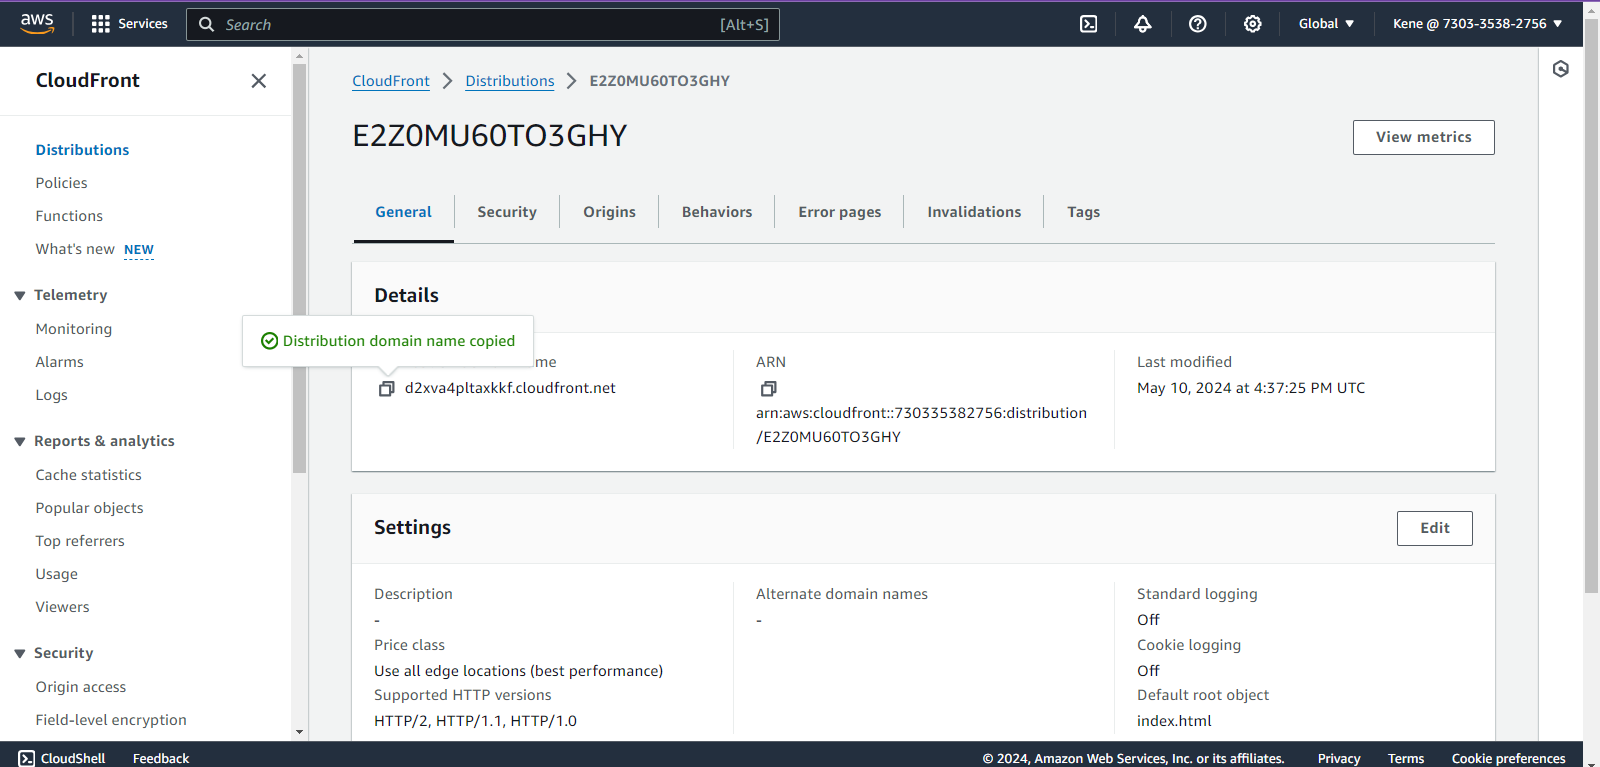 aws
Services
Search
[Alt+S]
Global
Kene @ 7303-3538-2756
CloudFront
Distributions
Policies
Functions
What's new NEW
Telemetry
Monitoring
Alarms
Logs
Reports & analytics
Cache statistics
Popular objects
Top referrers
Usage
Viewers
Security
Origin access
Field-level encryption
CloudFront > Distributions > E2Z0MU60TO3GHY
E2Z0MU60TO3GHY
View metrics
General
Security
Origins
Behaviors
Error pages
Invalidations
Tags
Details
Distribution domain name copied
me
d2xva4pltaxkkf.cloudfront.net
ARN
arn:aws:cloudfront::730335382756:distribution
/E2Z0MU60TO3GHY
Last modified
May 10, 2024 at 4:37:25 PM UTC
Settings
Edit
Description
-
Price class
Use all edge locations (best performance)
Supported HTTP versions
HTTP/2, HTTP/1.1, HTTP/1.0
Alternate domain names
-
Standard logging
Off
Cookie logging
Off
Default root object
index.html
CloudShell
Feedback
© 2024, Amazon Web Services, Inc. or its affiliates.
Privacy
Terms
Cookie preferences